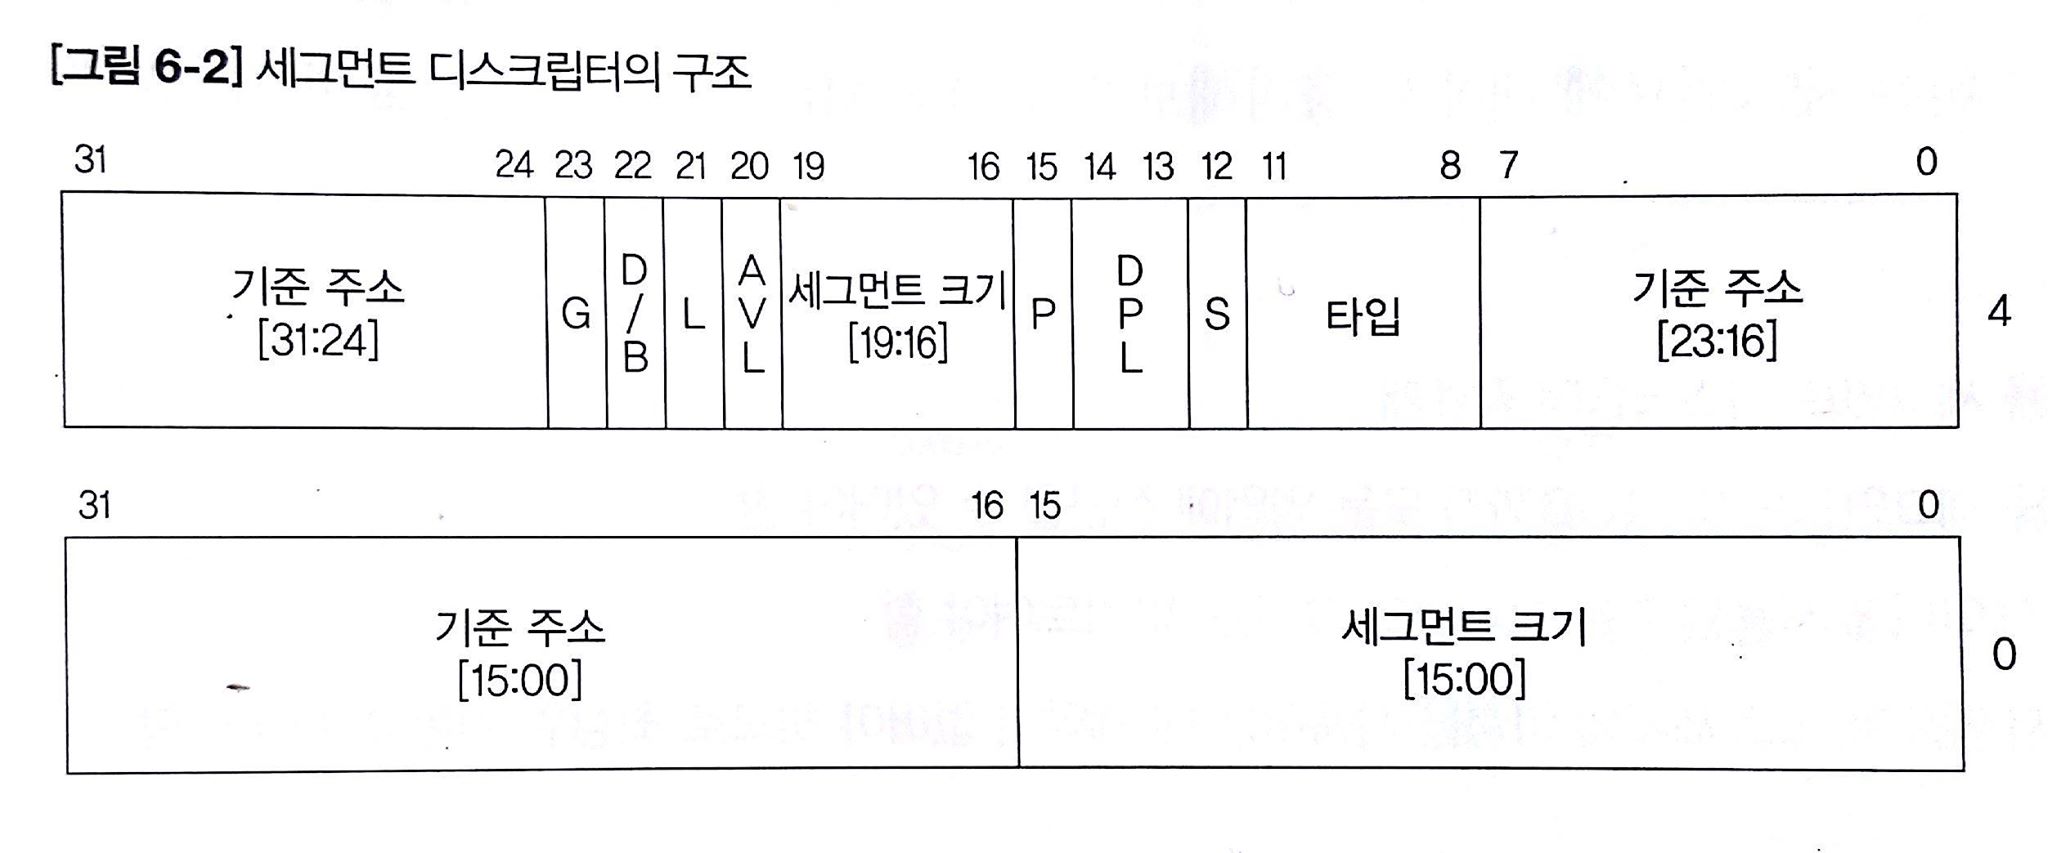 [그림 6-2] 세그먼트 디스크립터의 구조
31 24 23 22 21 20 19 16 15 14 13 12 11 8 7 0
기준 주소
[31:24]
G
D
/
B
L
A
V
L
세그먼트 크기
[19:16]
P
D
P
L
S
타입
기준 주소
[23:16]
4
31 16 15 0
기준 주소
[15:00]
세그먼트 크기
[15:00]
0